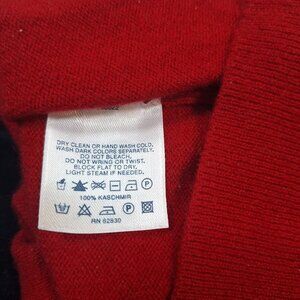 DRY CLEAN OR HAND WASH COLD.
WASH DARK COLORS SEPARATELY.
DO NOT BLEACH.
DO NOT WRING OR TWIST.
BLOCK FLAT TO DRY.
LIGHT STEAM IF NEEDED.
100% KASCHMIR
RN 82830